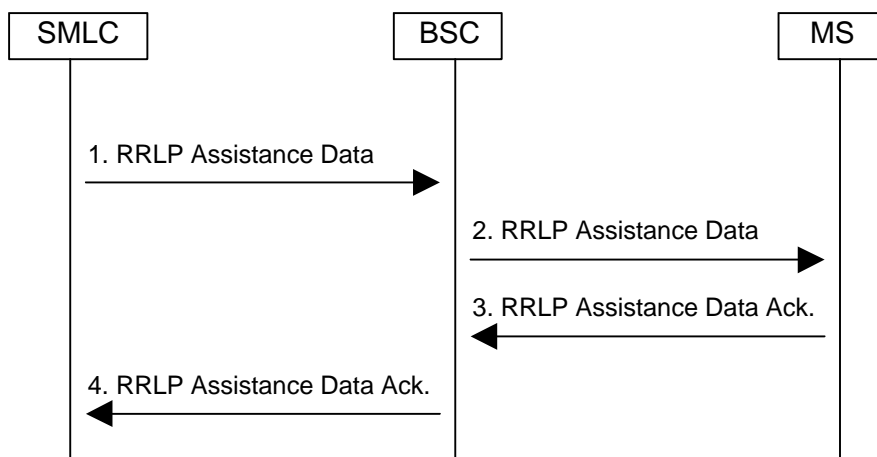 SMLC
BSC
MS
1. RRLP Assistance Data
2. RRLP Assistance Data
3. RRLP Assistance Data Ack.
4. RRLP Assistance Data Ack.